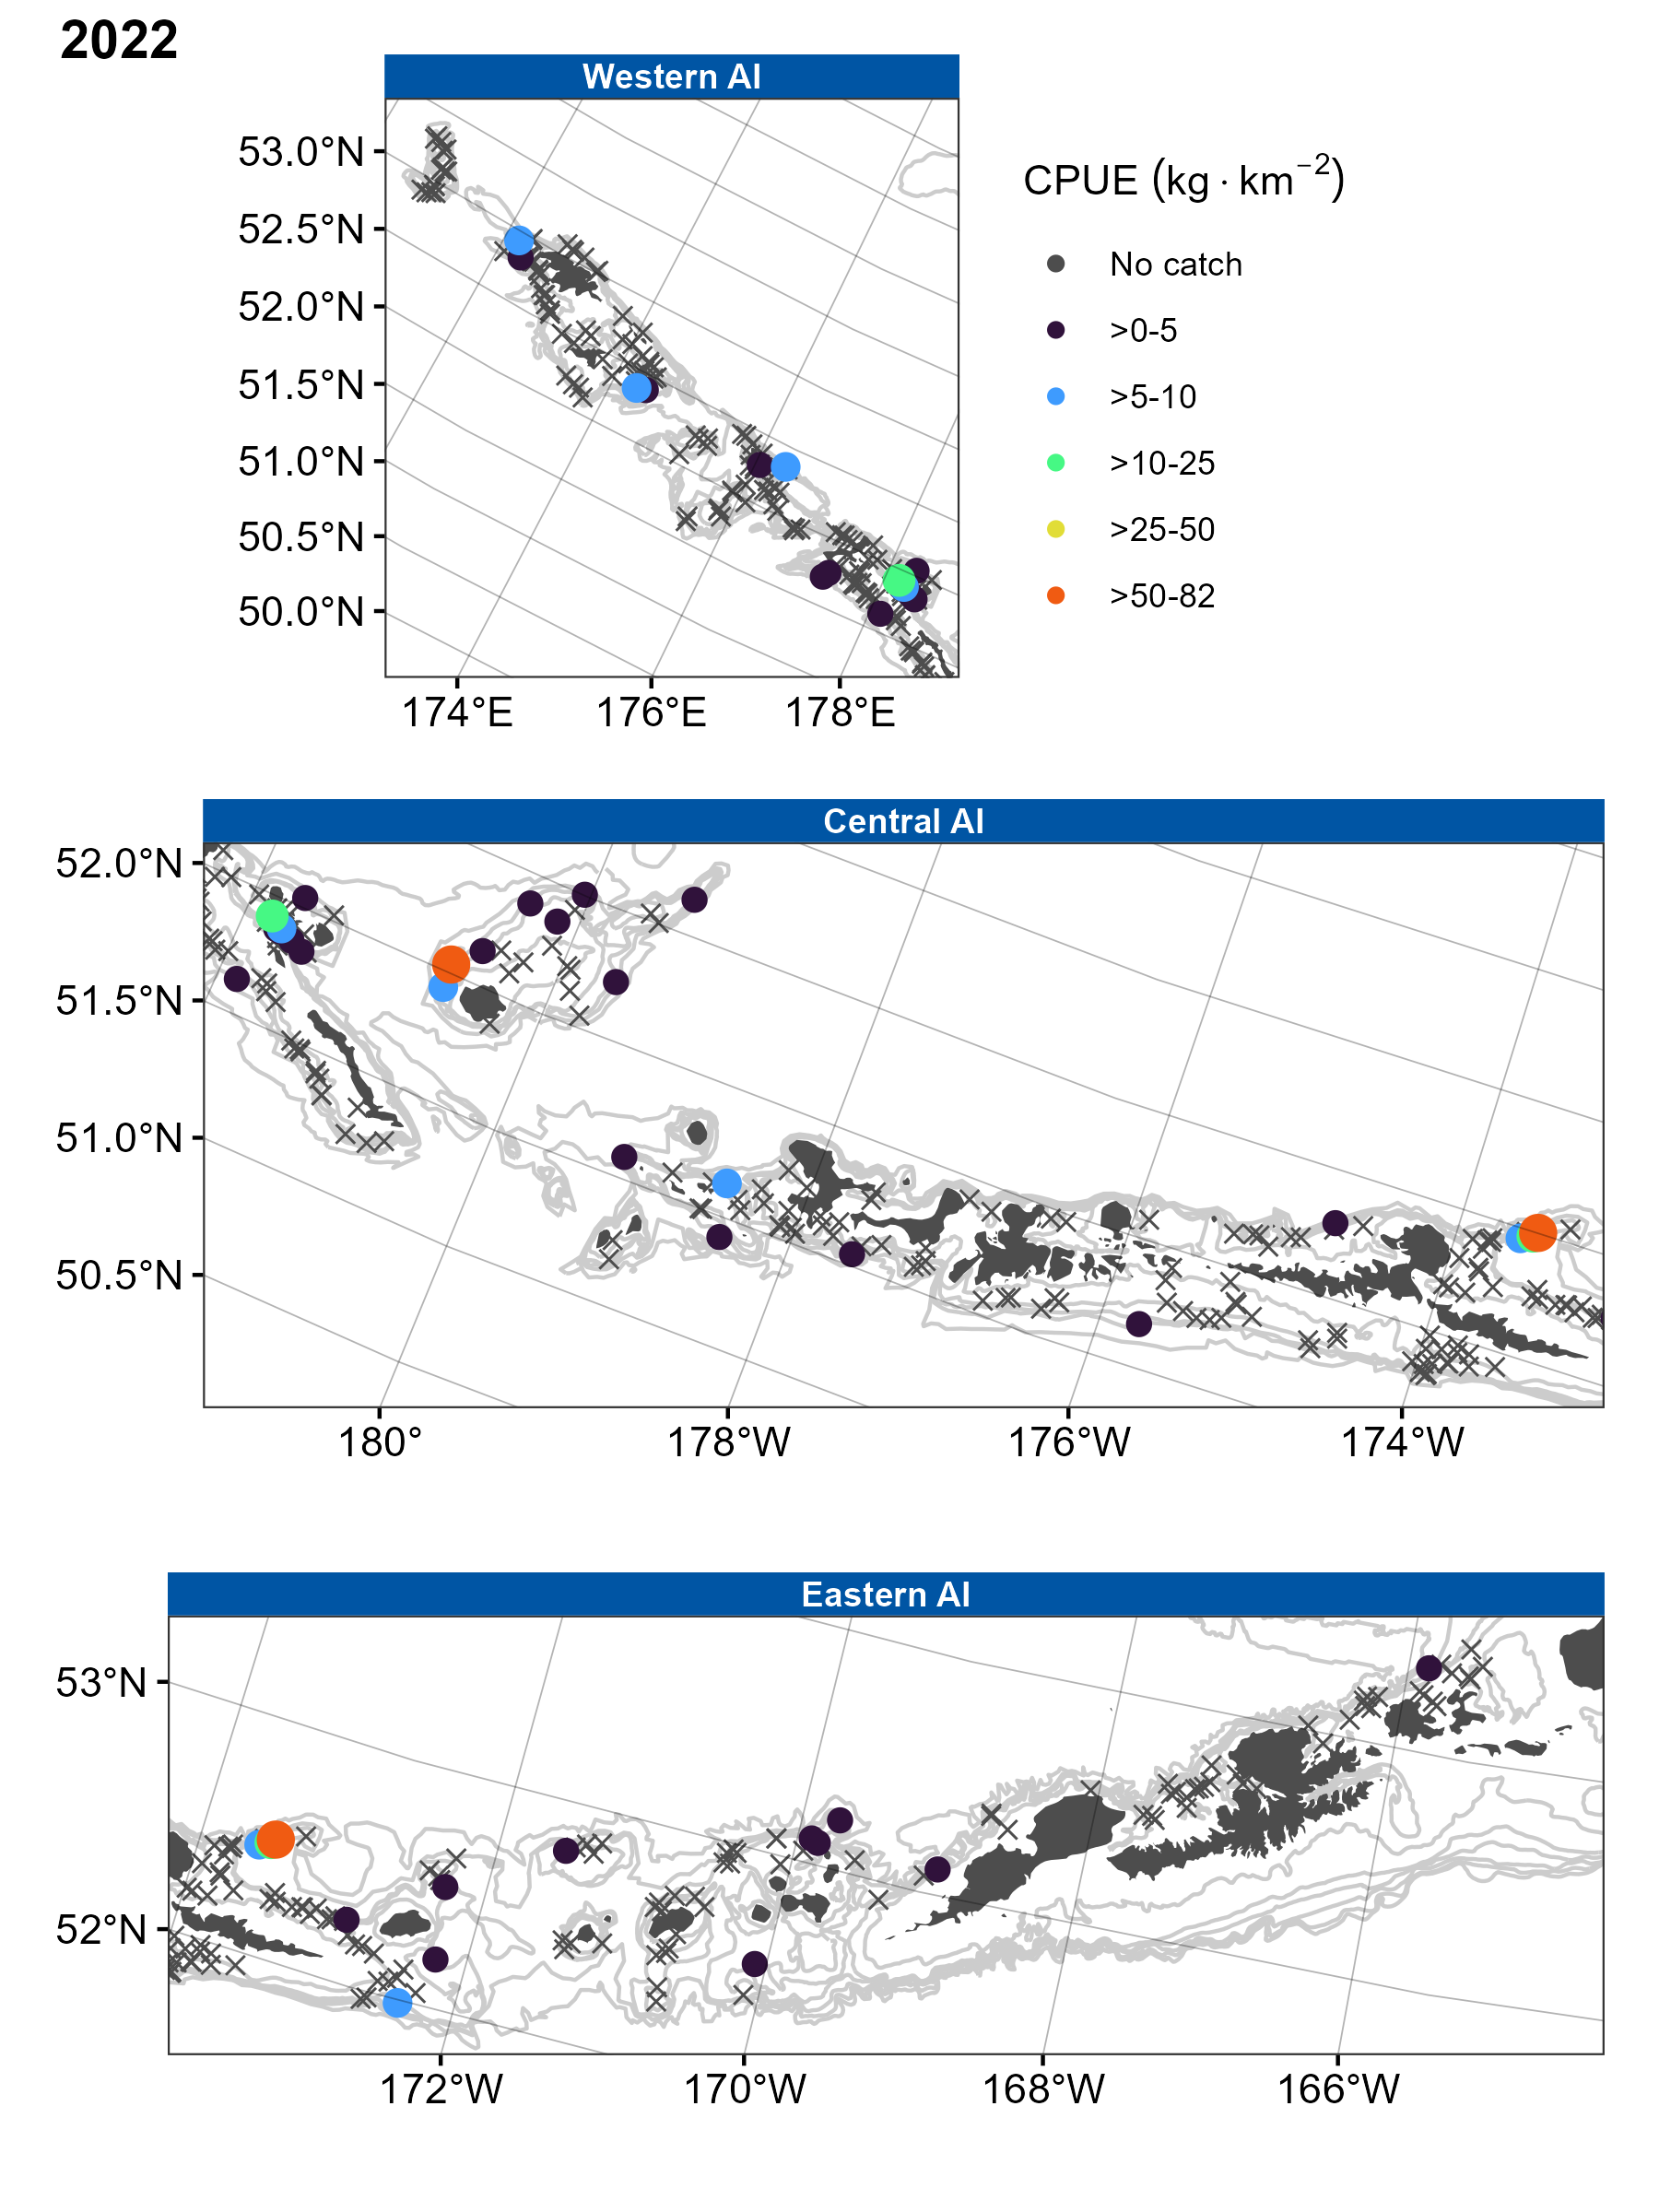 2022
Western AI
53.0°N
52.5°N
52.0°N
51.5°N
51.0°N
50.5°N
50.0°N
174°E 176°E 178°E
CPUE (kg · km⁻²)
No catch
>0-5
>5-10
>10-25
>25-50
>50-82
Central AI
52.0°N
51.5°N
51.0°N
50.5°N
180° 178°W 176°W 174°W
Eastern AI
53°N
52°N
172°W 170°W 168°W 166°W